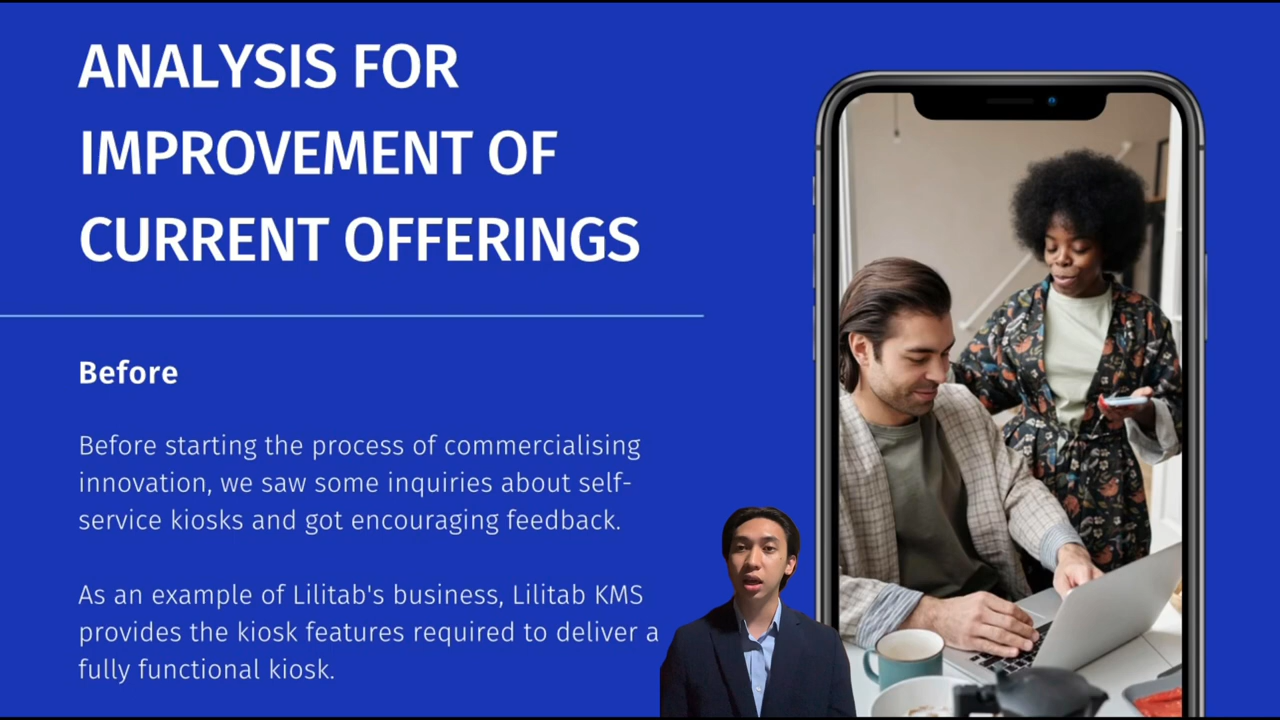 ANALYSIS FOR
IMPROVEMENT OF
CURRENT OFFERINGS
Before
Before starting the process of commercialising
innovation, we saw some inquiries about self-
service kiosks and got encouraging feedback.
As an example of Lilitab's business, Lilitab KMS
provides the kiosk features required to deliver a
fully functional kiosk.